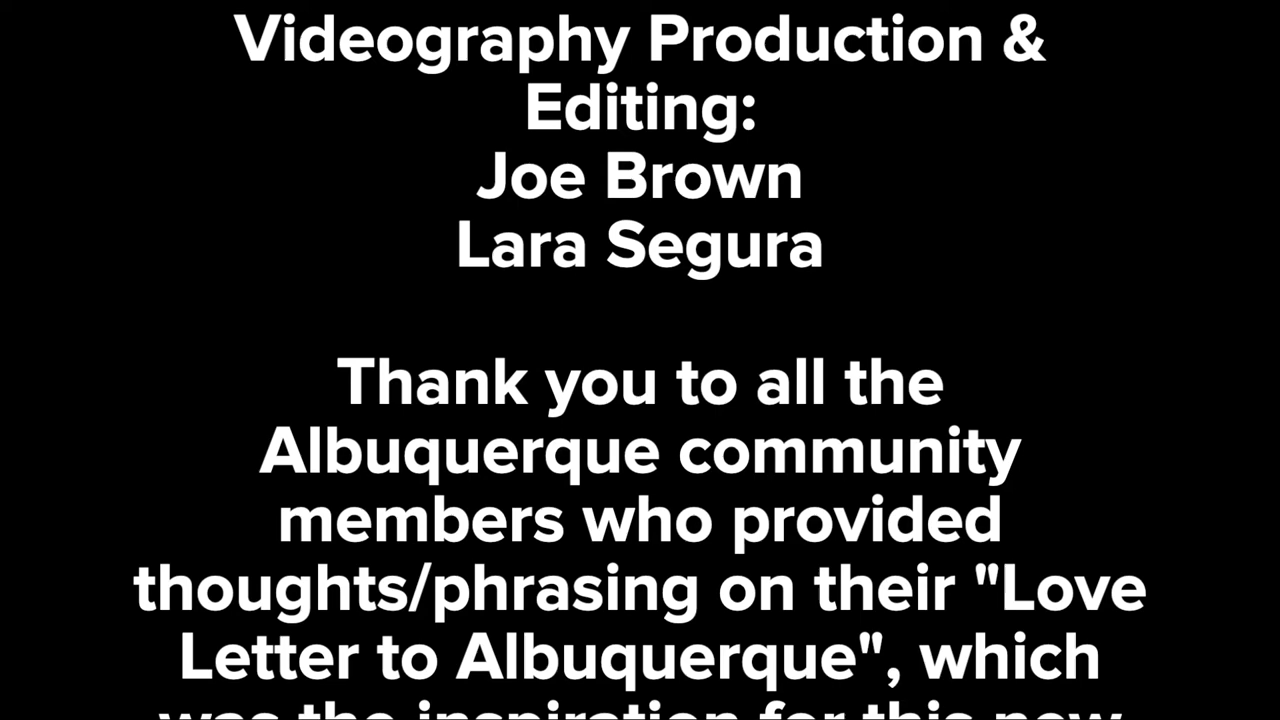 Videography Production &
Editing:
Joe Brown
Lara Segura
Thank you to all the
Albuquerque community
members who provided
thoughts/phrasing on their "Love
Letter to Albuquerque", which
was the inspiration for this new